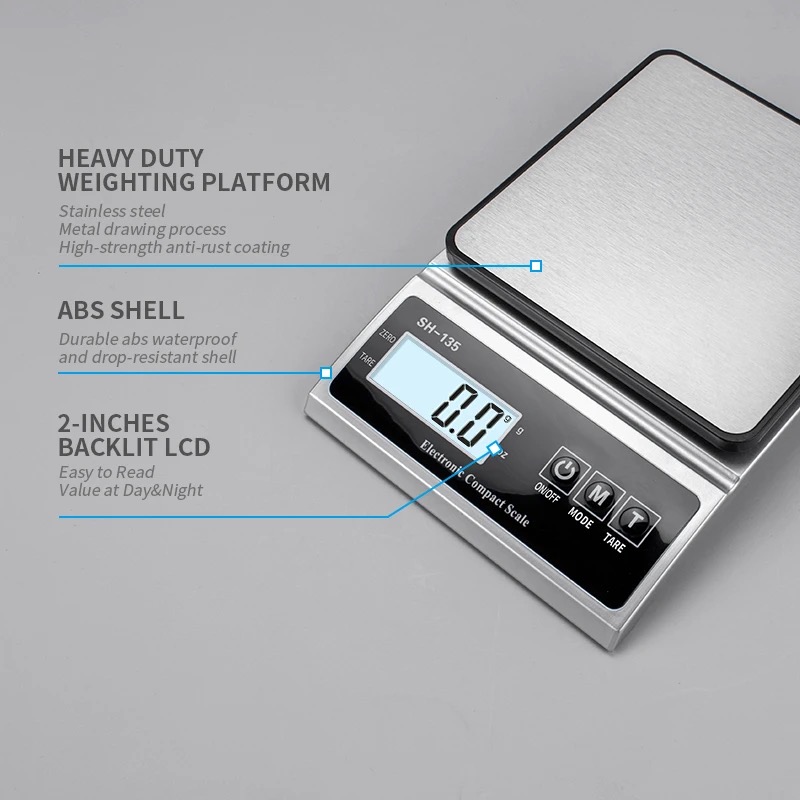 HEAVY DUTY
WEIGHTING PLATFORM
Stainless steel
Metal drawing process
High-strength anti-rust coating
ABS SHELL
Durable abs waterproof
and drop-resistant shell
2-INCHES
BACKLIT LCD
Easy to Read
Value at Day&Night
SH-135
ZERO
TARE
0.0 g
g
oz
Electronic Compact Scale
M
T
ON/OFF
MODE
TARE